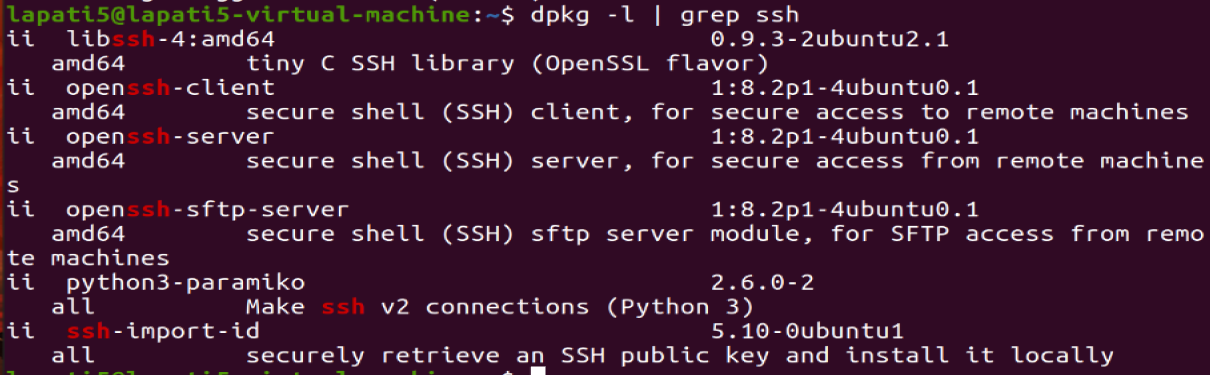 lapati5@lapati5-virtual-machine:~$ dpkg -l | grep ssh
ii  libssh-4:amd64                             0.9.3-2ubuntu2.1
   amd64        tiny C SSH library (OpenSSL flavor)
ii  openssh-client                             1:8.2p1-4ubuntu0.1
   amd64        secure shell (SSH) client, for secure access to remote machines
ii  openssh-server                             1:8.2p1-4ubuntu0.1
   amd64        secure shell (SSH) server, for secure access from remote machine
s
ii  openssh-sftp-server                        1:8.2p1-4ubuntu0.1
   amd64        secure shell (SSH) sftp server module, for SFTP access from remo
te machines
ii  python3-paramiko                           2.6.0-2
   all          Make ssh v2 connections (Python 3)
ii  ssh-import-id                              5.10-0ubuntu1
   all          securely retrieve an SSH public key and install it locally
lapati5@lapati5-virtual-machine:~$